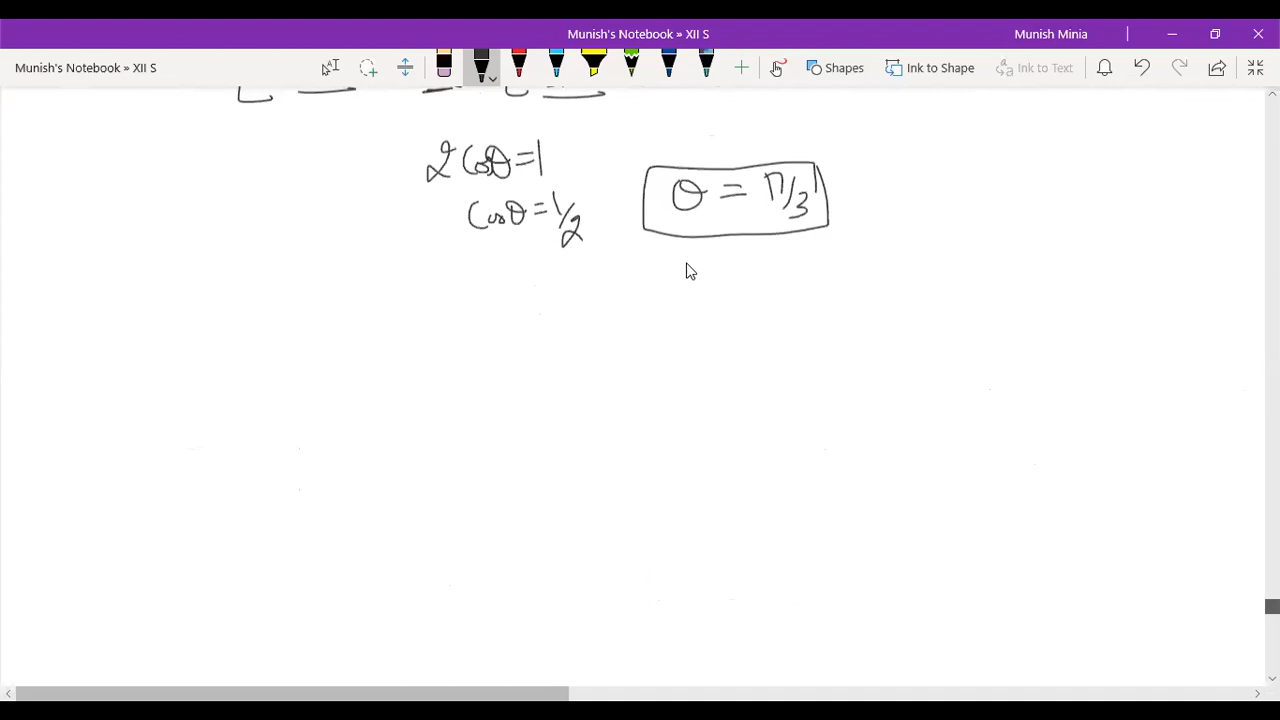 Munish's Notebook » XII S
Munish Minia
Munish's Notebook » XII S
Shapes
Ink to Shape
Ink to Text
2 Cosθ = 1
Cosθ = 1/2
θ = π/3